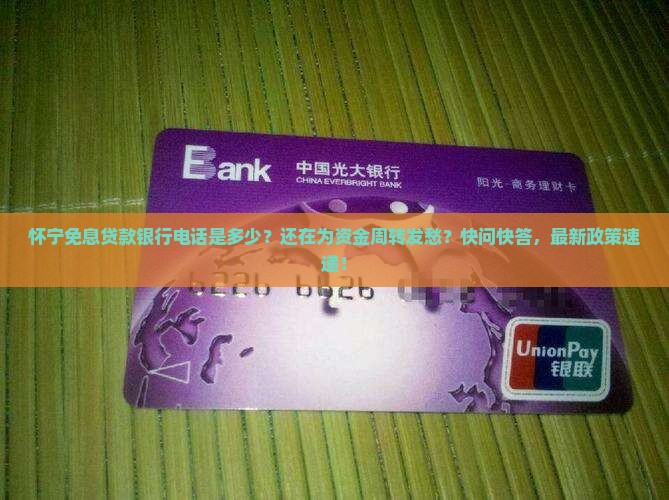 Bank
中国光大银行
CHINA EVERBRIGHT BANK
阳光·商务理财卡
怀宁免息贷款银行电话是多少？还在为资金周转发愁？快问快答，最新政策速
递！
6226 6626
UnionPay
银联